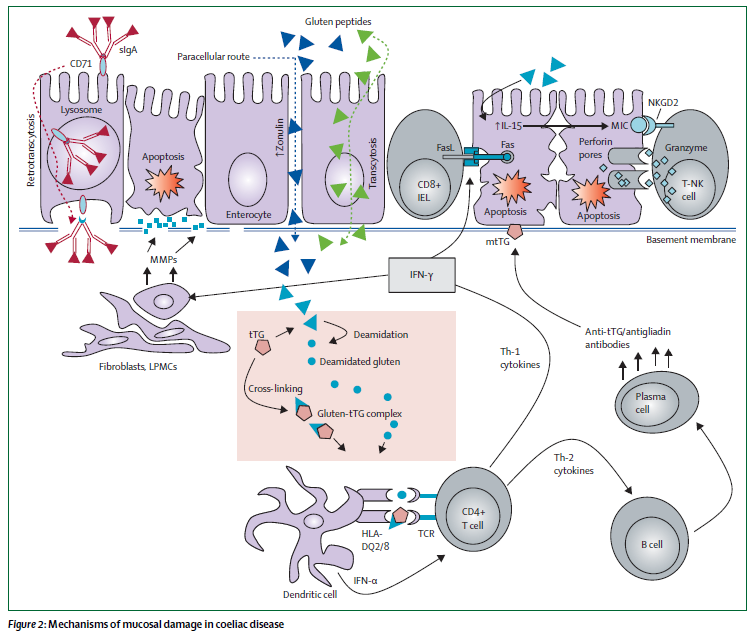 Gluten peptides
sIgA
CD71
Paracellular route
NKGD2
Lysosome
↑IL-15
MIC
Retrotranscytosis
Apoptosis
↑Zonulin
Transcytosis
FasL
Fas
Perforin
pores
Granzyme
CD8+
IEL
T-NK
cell
Enterocyte
Apoptosis
Apoptosis
mtTG
Basement membrane
MMPs
IFN-γ
Fibroblasts, LPMCs
tTG
Deamidation
Deamidated gluten
Cross-linking
Gluten-tTG complex
Th-1
cytokines
Anti-tTG/antigliadin
antibodies
Plasma
cell
Th-2
cytokines
CD4+
T cell
HLA-
DQ2/8
TCR
B cell
IFN-α
Dendritic cell
Figure 2: Mechanisms of mucosal damage in coeliac disease